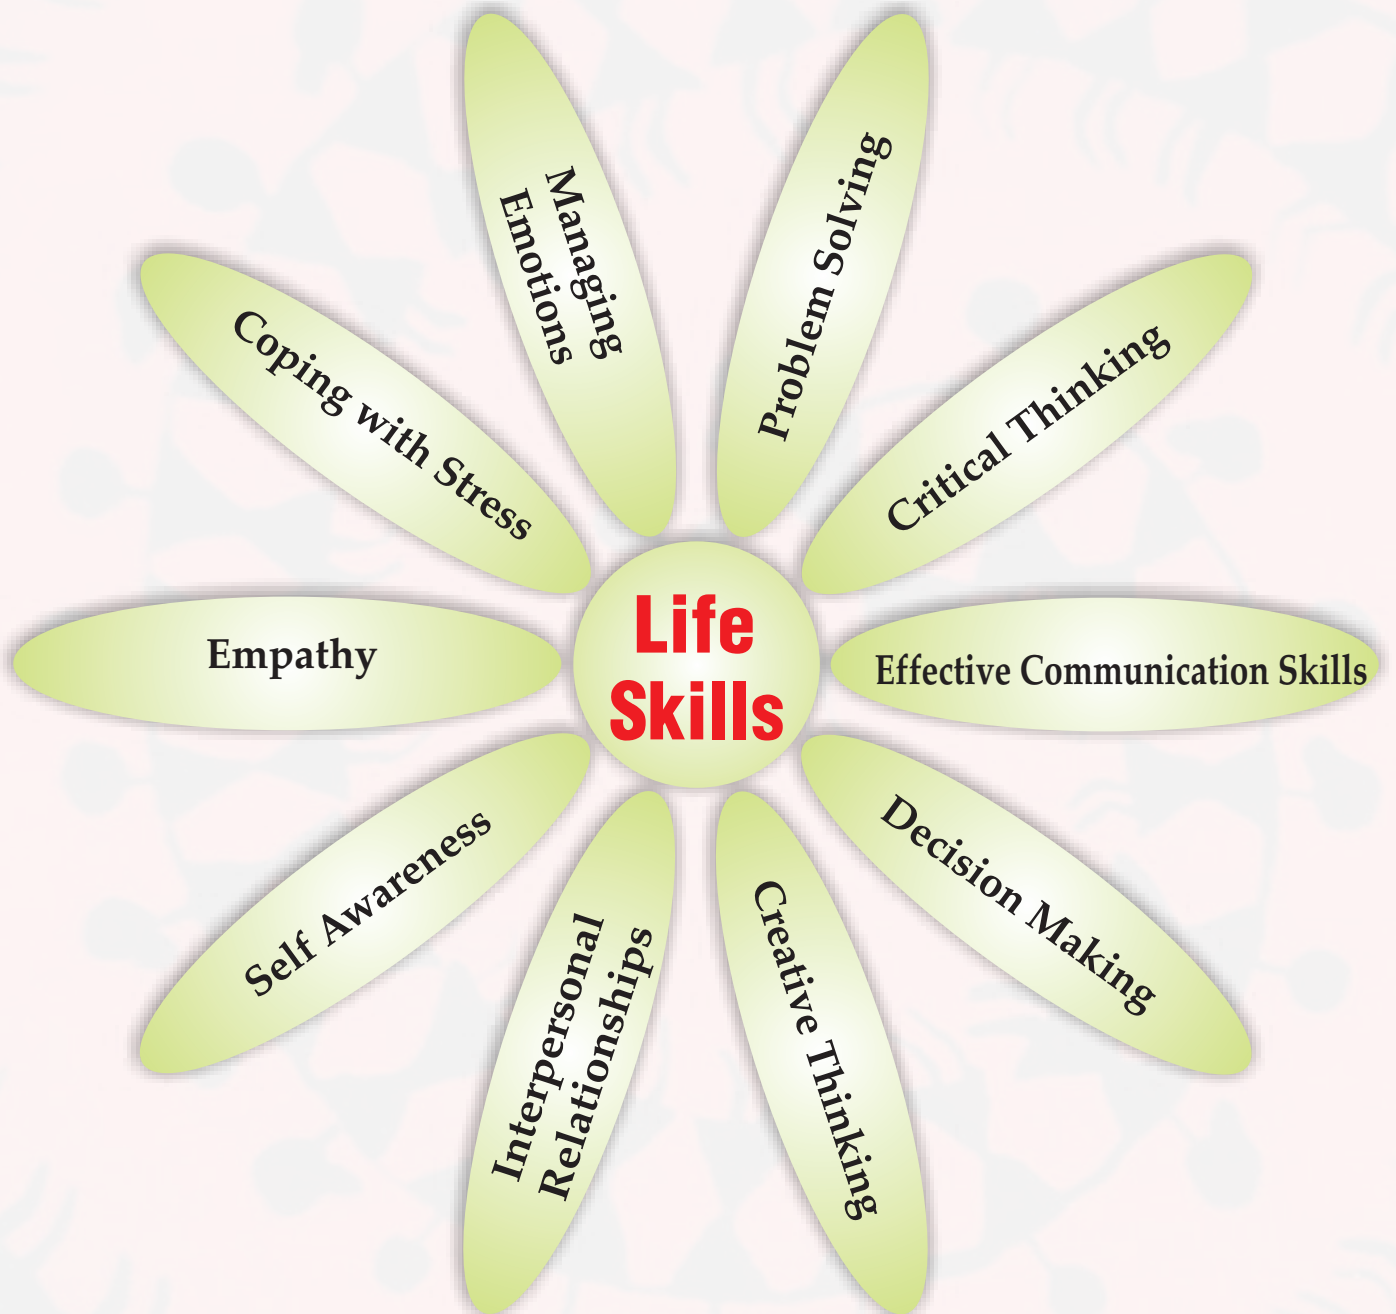 Life
Skills
Problem Solving
Critical Thinking
Effective Communication Skills
Decision Making
Creative Thinking
Interpersonal
Relationships
Self Awareness
Empathy
Coping with Stress
Managing
Emotions